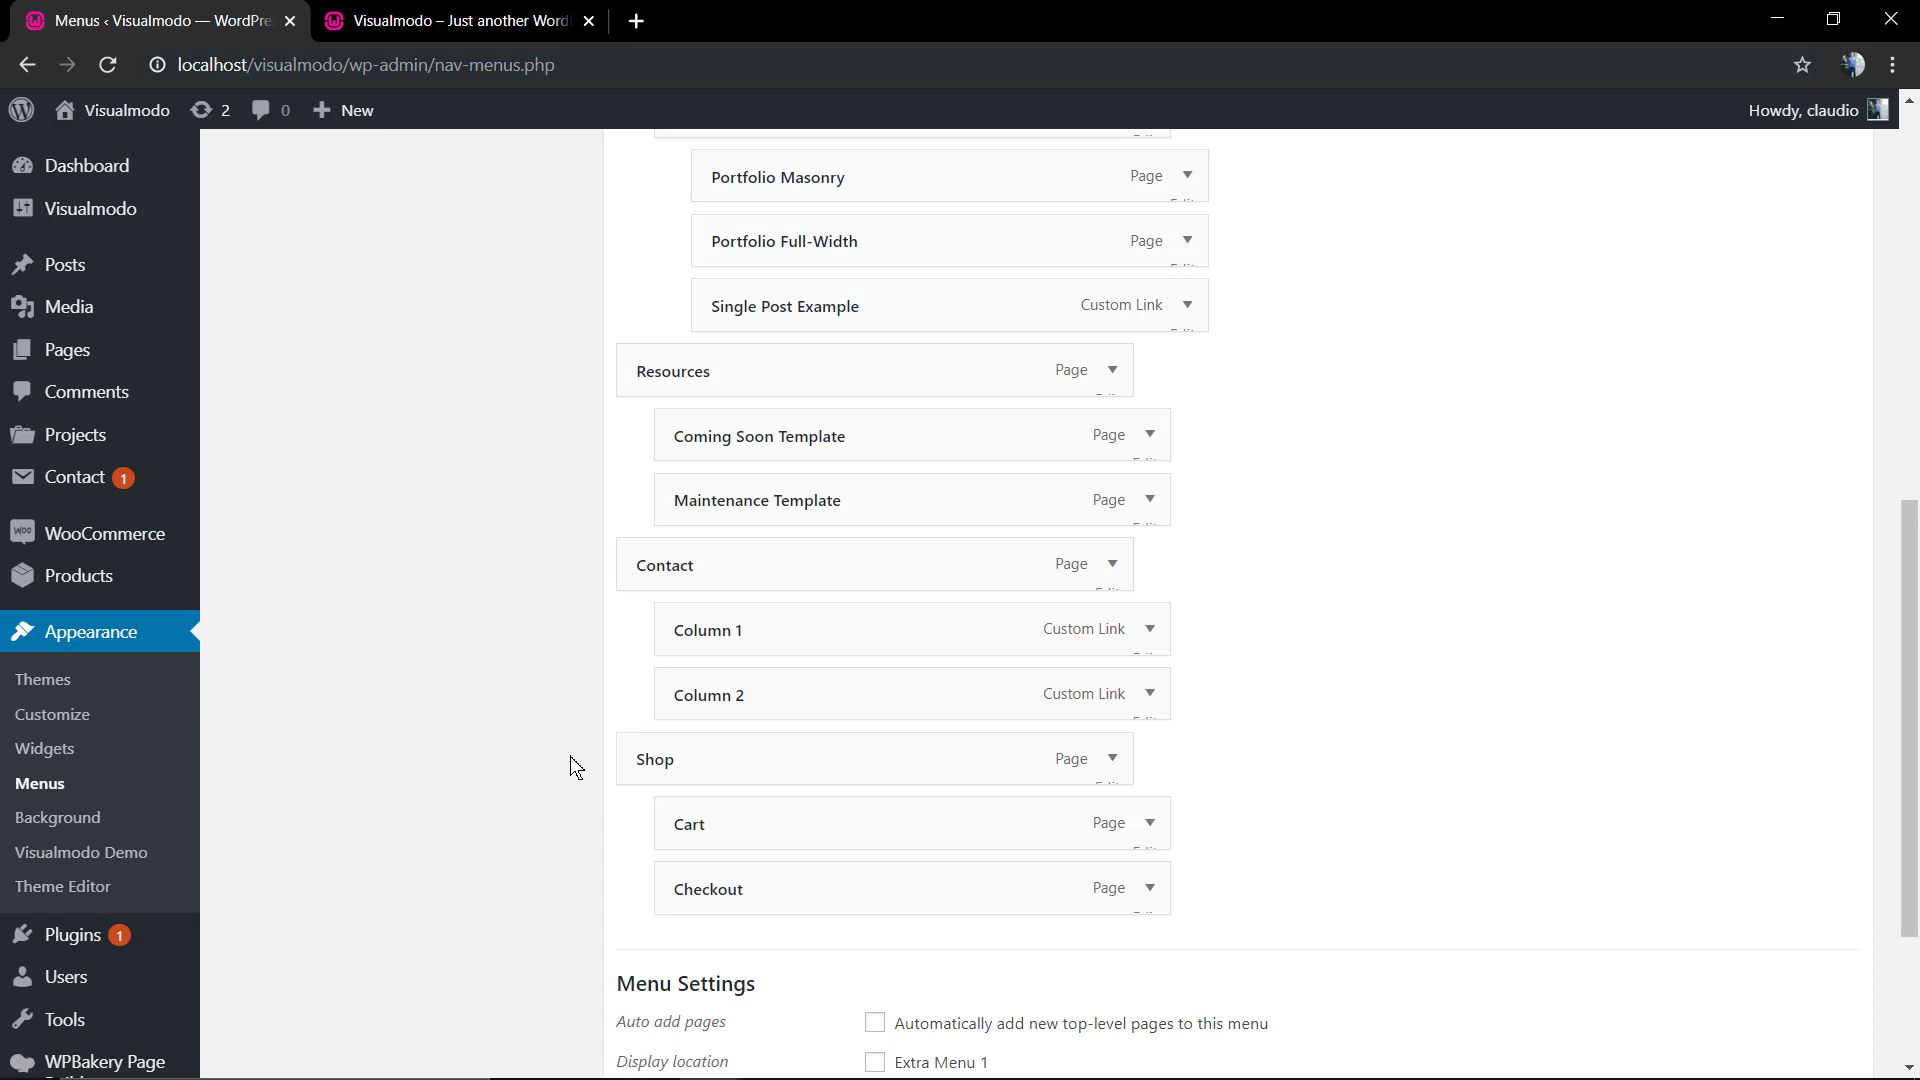 Menus ‹ Visualmodo — WordPre
Visualmodo – Just another Word
localhost/visualmodo/wp-admin/nav-menus.php
Visualmodo
2
0
New
Howdy, claudio
Dashboard
Visualmodo
Posts
Media
Pages
Comments
Projects
Contact 1
WooCommerce
Products
Appearance
Themes
Customize
Widgets
Menus
Background
Visualmodo Demo
Theme Editor
Plugins 1
Users
Tools
WPBakery Page
Portfolio Masonry Page
Portfolio Full-Width Page
Single Post Example Custom Link
Resources Page
Coming Soon Template Page
Maintenance Template Page
Contact Page
Column 1 Custom Link
Column 2 Custom Link
Shop Page
Cart Page
Checkout Page
Menu Settings
Auto add pages Automatically add new top-level pages to this menu
Display location Extra Menu 1